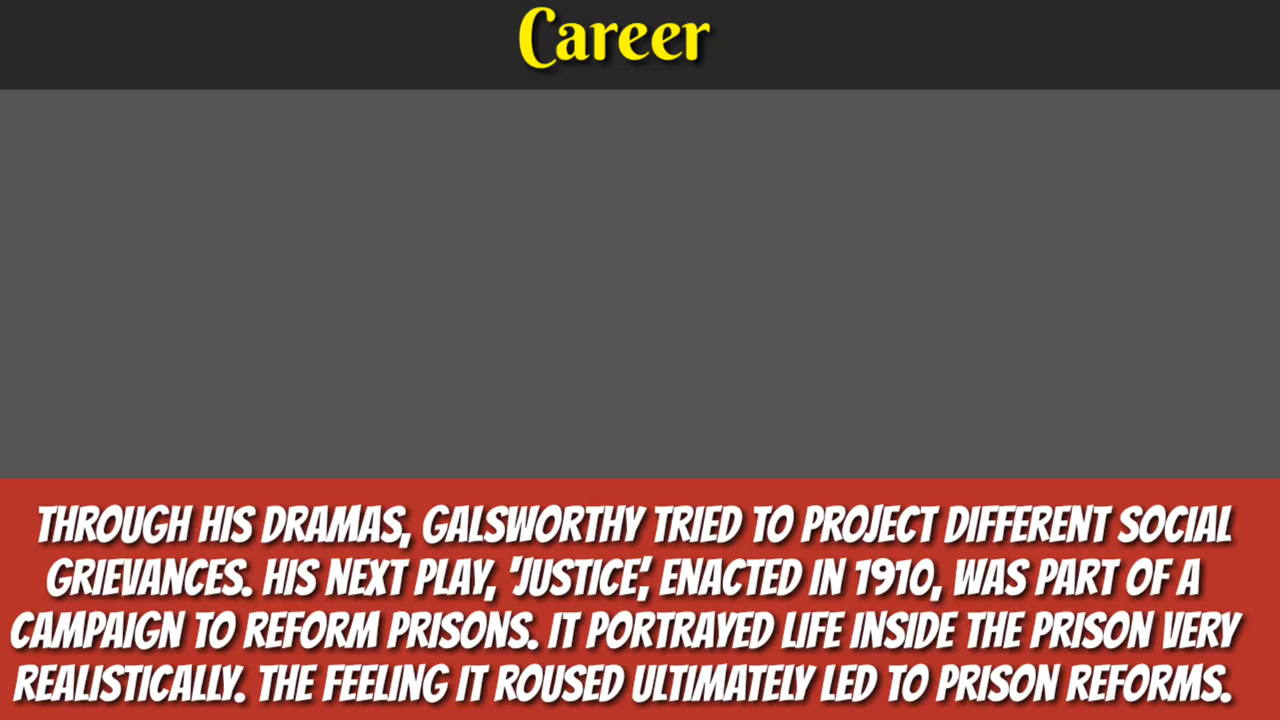 Career
THROUGH HIS DRAMAS, GALSWORTHY TRIED TO PROJECT DIFFERENT SOCIAL
GRIEVANCES. HIS NEXT PLAY, 'JUSTICE', ENACTED IN 1910, WAS PART OF A
CAMPAIGN TO REFORM PRISONS. IT PORTRAYED LIFE INSIDE THE PRISON VERY
REALISTICALLY. THE FEELING IT ROUSED ULTIMATELY LED TO PRISON REFORMS.